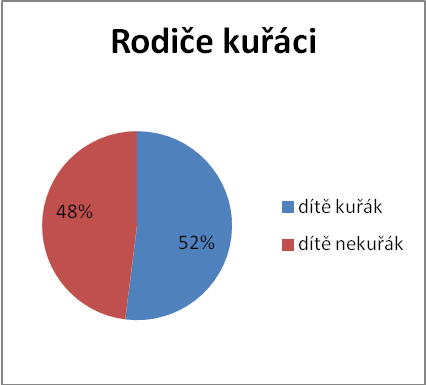 Rodiče kuřáci
48%
52%
dítě kuřák
dítě nekuřák